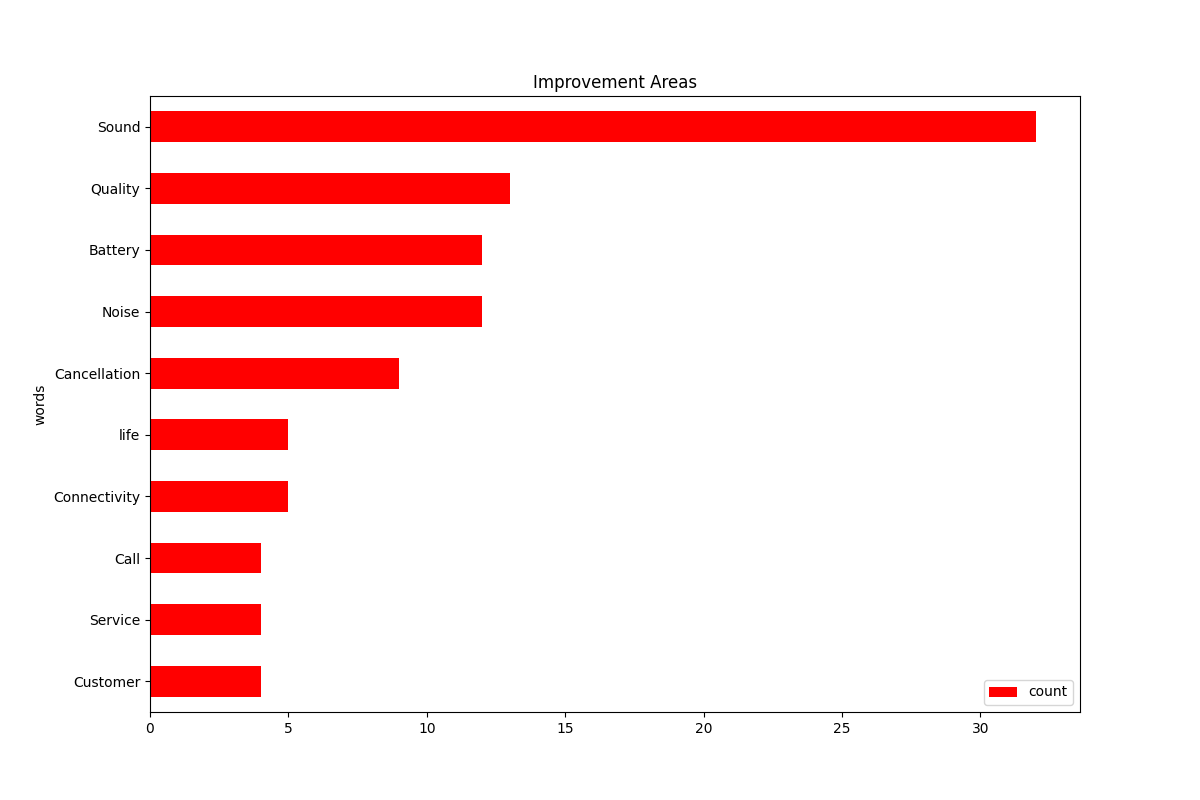 Improvement Areas
words
Sound
Quality
Battery
Noise
Cancellation
life
Connectivity
Call
Service
Customer
count
0 5 10 15 20 25 30